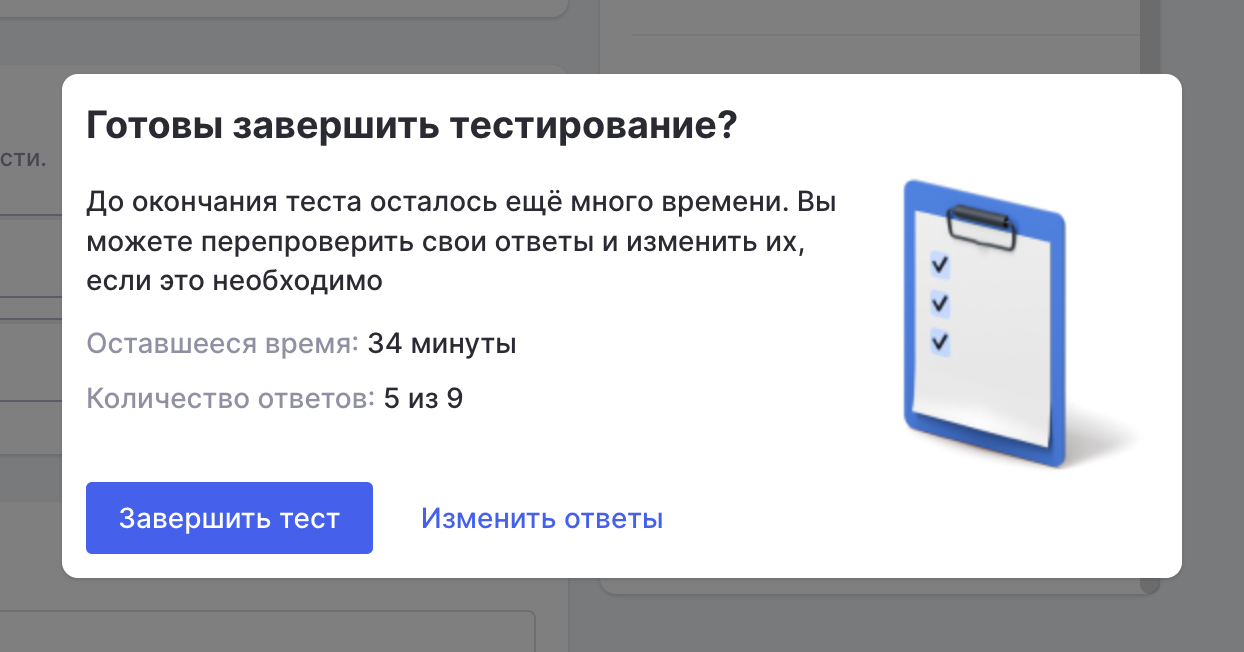 Готовы завершить тестирование?
сти.
До окончания теста осталось ещё много времени. Вы
можете перепроверить свои ответы и изменить их,
если это необходимо
Оставшееся время: 34 минуты
Количество ответов: 5 из 9
Завершить тест
Изменить ответы